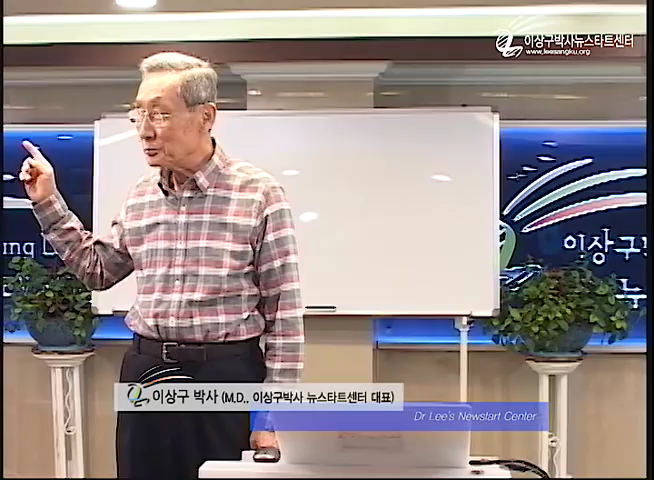 이상구박사뉴스타트센터
www.leesangku.org
이상구
뉴
이상구 박사 (M.D., 이상구박사 뉴스타트센터 대표)
Dr Lee's Newstart Center